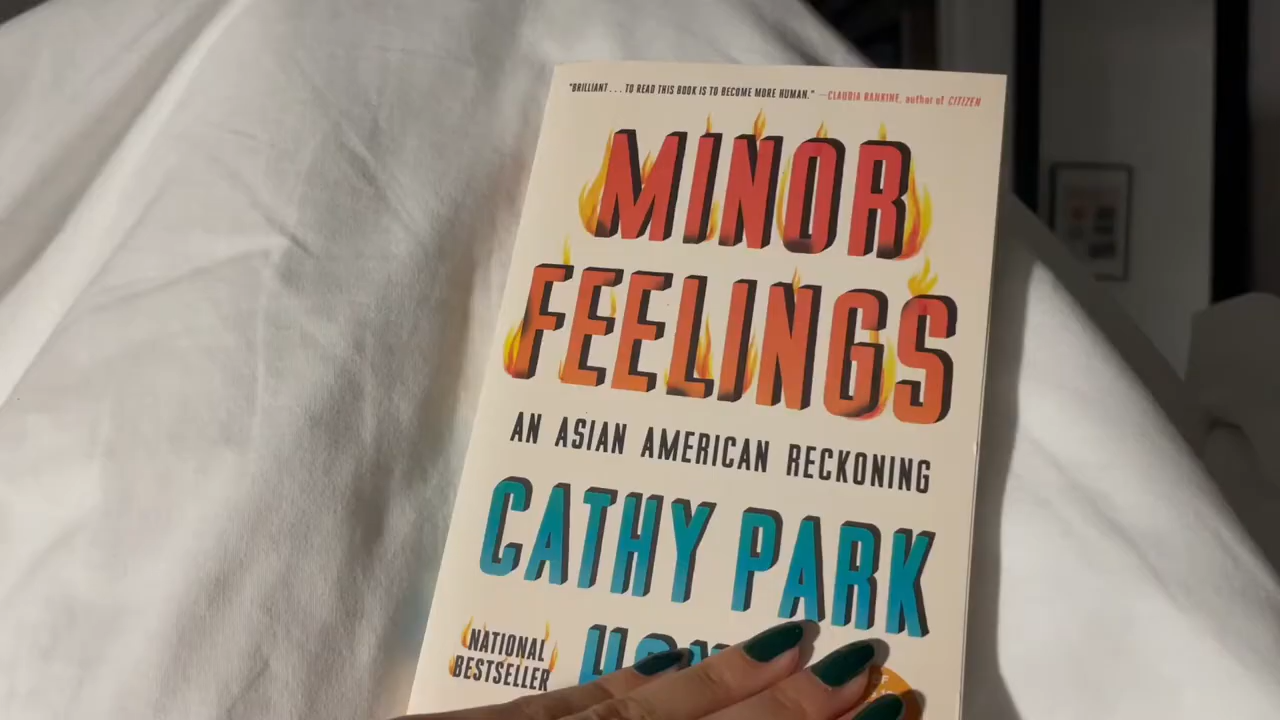 "BRILLIANT . . . TO READ THIS BOOK IS TO BECOME MORE HUMAN." —CLAUDIA RANKINE, author of CITIZEN
MINOR
FEELINGS
AN ASIAN AMERICAN RECKONING
CATHY PARK
NATIONAL
BESTSELLER